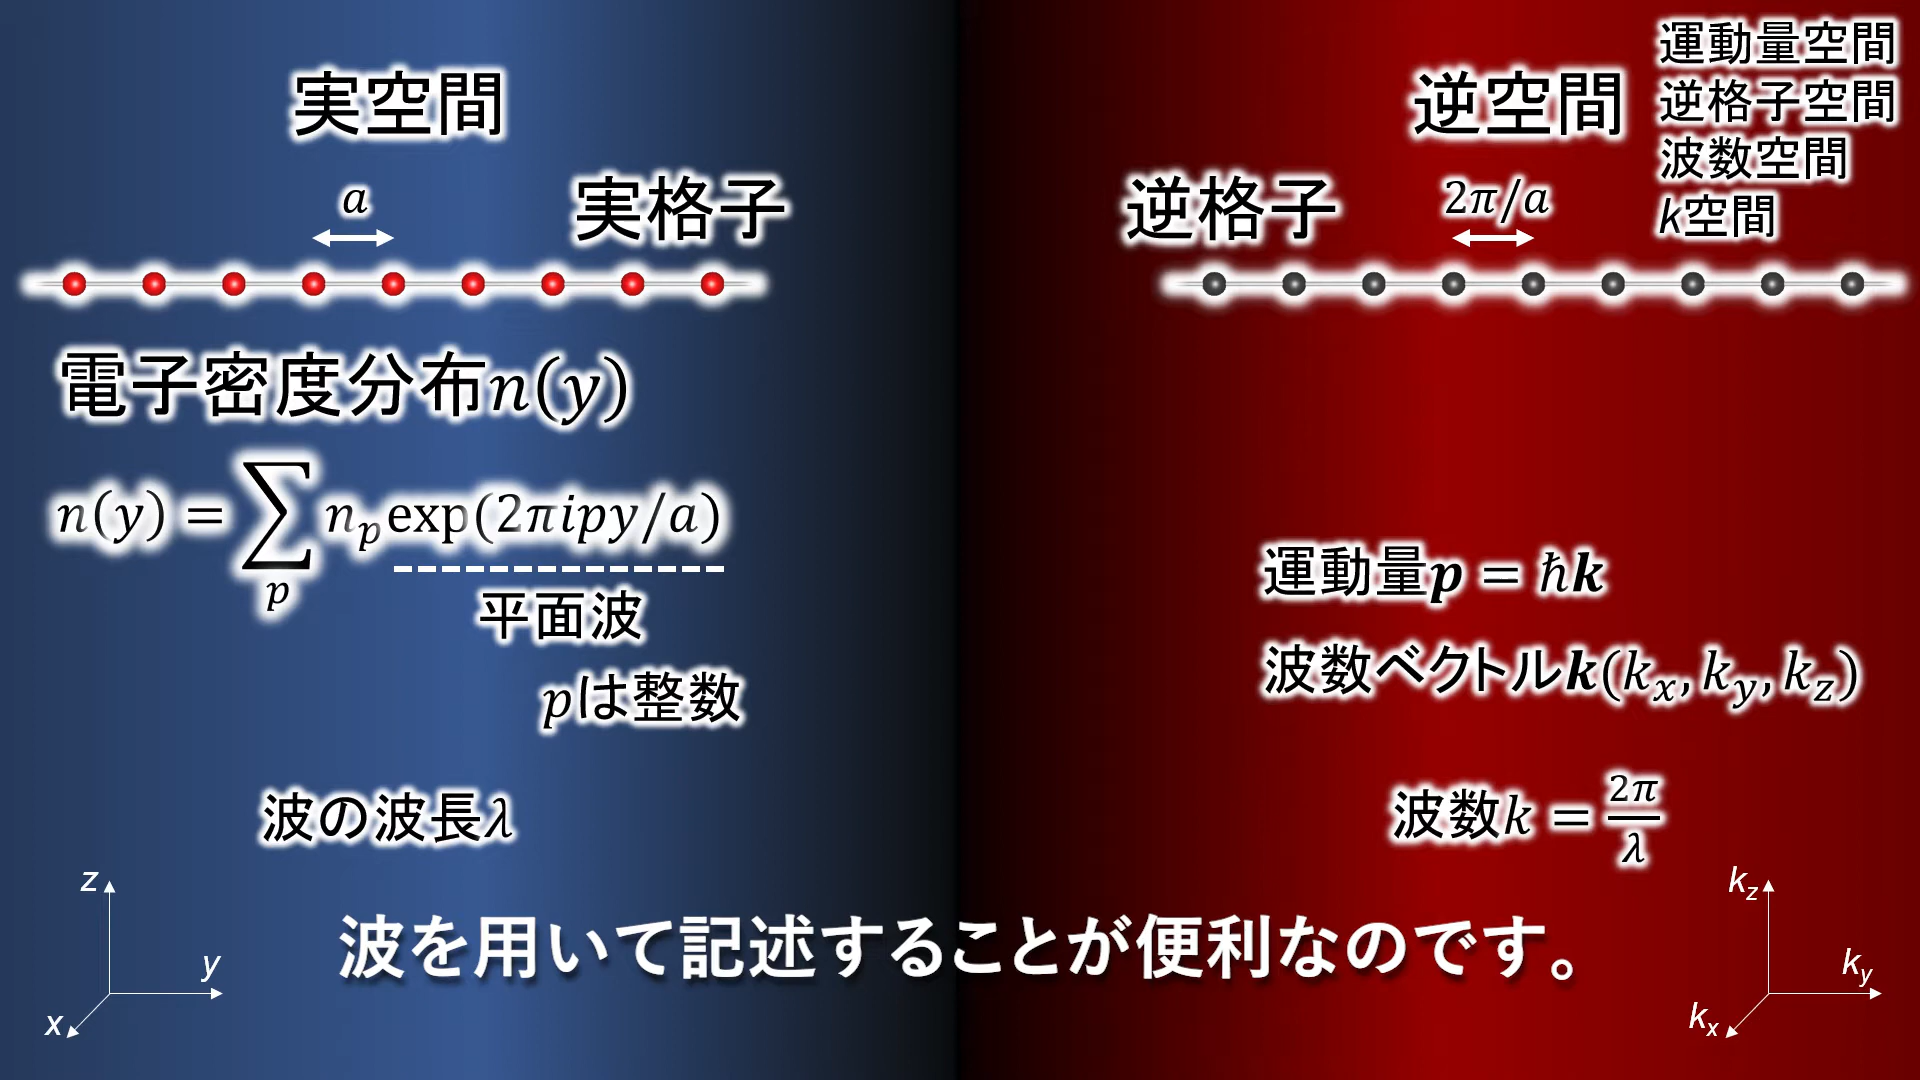 実空間
a
実格子
電子密度分布n(y)
n(y) = ∑ n_p exp(2πipy/a)
p
平面波
pは整数
波の波長λ
z
y
x
逆空間
運動量空間
逆格子空間
波数空間
k空間
逆格子
2π/a
運動量p = ħk
波数ベクトルk(k_x, k_y, k_z)
波数k = 2π/λ
k_z
k_y
k_x
波を用いて記述することが便利なのです。